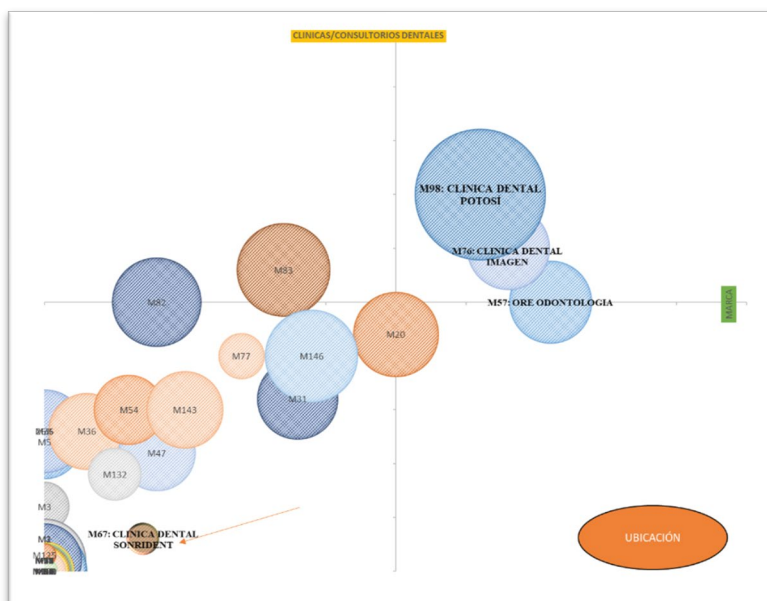 CLINICAS/CONSULTORIOS DENTALES
M98: CLINICA DENTAL
POTOSÍ
M76: CLINICA DENTAL
IMAGEN
M83
M82
M57: ORE ODONTOLOGIA
MARCA
M20
M77
M146
M31
M54
M143
M36
M5
M47
M132
M3
M67: CLINICA DENTAL
SONRIDENT
UBICACIÓN
M125